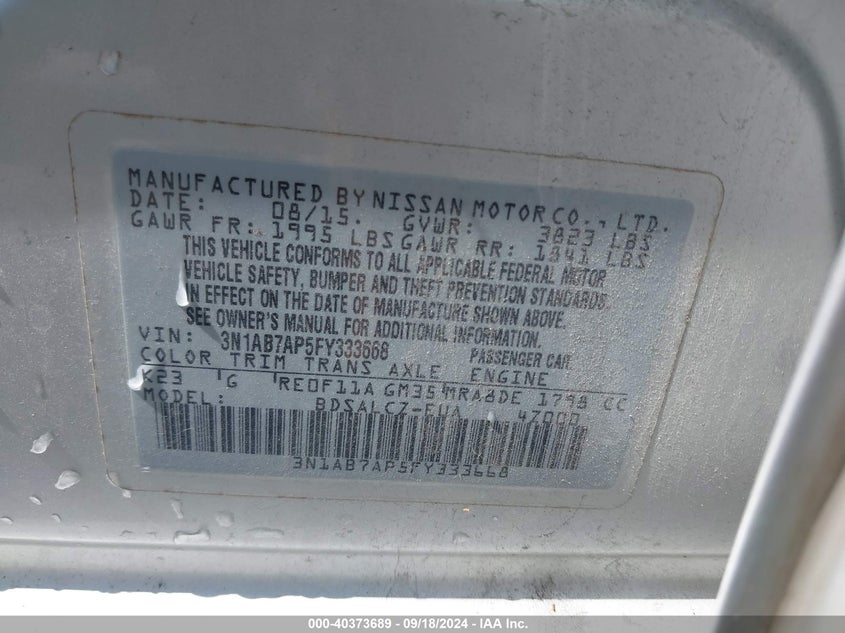 MANUFACTURED BY NISSAN MOTOR CO., LTD.
DATE: 08/15. GVWR: 3823 LBS
GAWR FR: 1995 LBS GAWR RR: 1841 LBS
THIS VEHICLE CONFORMS TO ALL APPLICABLE FEDERAL MOTOR
VEHICLE SAFETY, BUMPER AND THEFT PREVENTION STANDARDS
IN EFFECT ON THE DATE OF MANUFACTURE SHOWN ABOVE.
SEE OWNER'S MANUAL FOR ADDITIONAL INFORMATION.
VIN: 3N1AB7AP5FY333668 PASSENGER CAR
COLOR TRIM TRANS AXLE ENGINE
K23 G RE0F11A GM35 MRA8DE 1798 CC
MODEL: BDSALCZ-EUA 4Z000
3N1AB7AP5FY333668
000-40373689 - 09/18/2024 - IAA Inc.